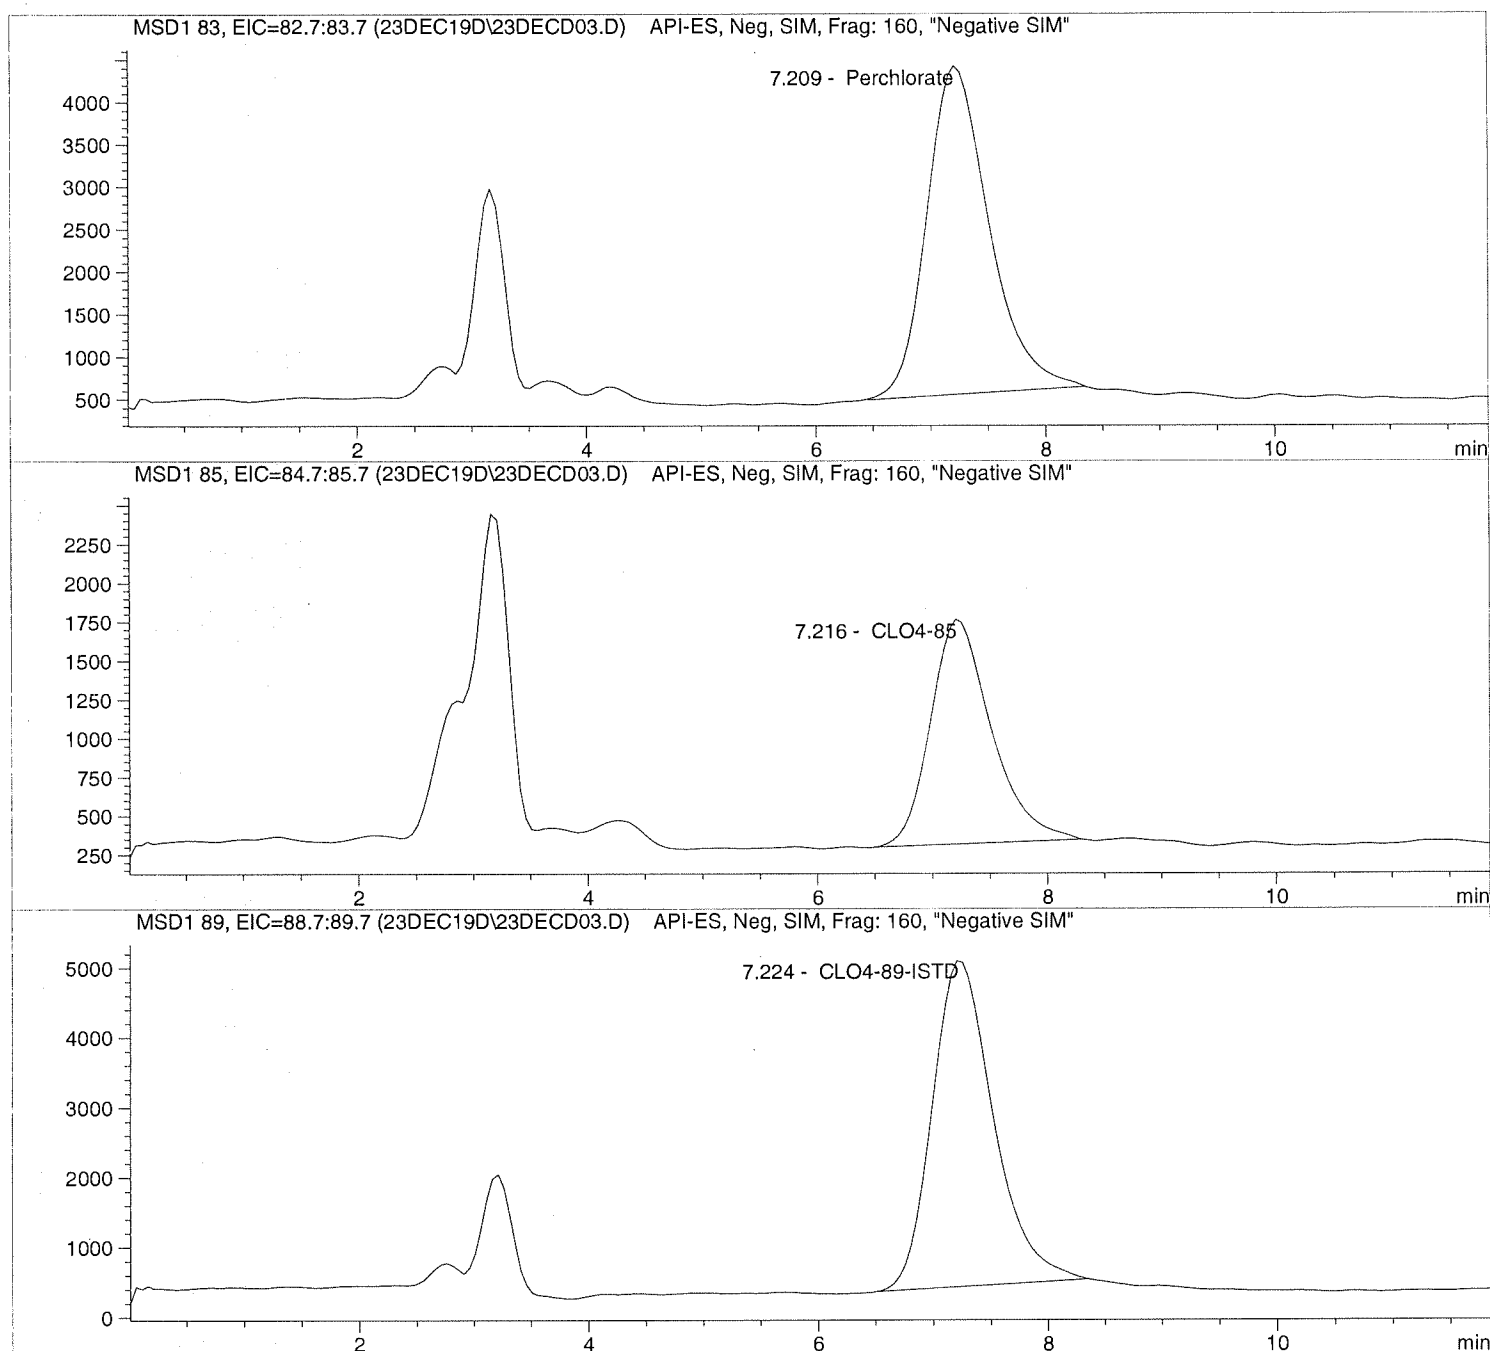 MSD1 83, EIC=82.7:83.7 (23DEC19D\23DECD03.D) API-ES, Neg, SIM, Frag: 160, "Negative SIM"
7.209 - Perchlorate
4000
3500
3000
2500
2000
1500
1000
500
2 4 6 8 10 min
MSD1 85, EIC=84.7:85.7 (23DEC19D\23DECD03.D) API-ES, Neg, SIM, Frag: 160, "Negative SIM"
2250
2000
7.216 - CLO4-85
1750
1500
1250
1000
750
500
250
2 4 6 8 10 min
MSD1 89, EIC=88.7:89.7 (23DEC19D\23DECD03.D) API-ES, Neg, SIM, Frag: 160, "Negative SIM"
5000 7.224 - CLO4-89-ISTD
4000
3000
2000
1000
0
2 4 6 8 10 min